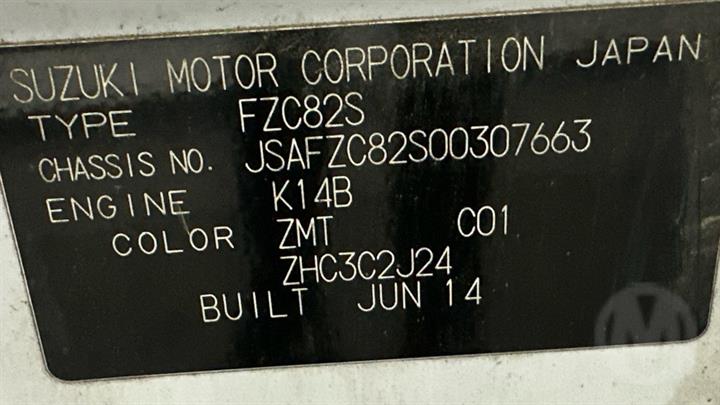 SUZUKI MOTOR CORPORATION JAPAN
TYPE FZC82S
CHASSIS NO. JSAFZC82S00307663
ENGINE K14B
COLOR ZMT C01
ZHC3C2J24
BUILT JUN 14
M